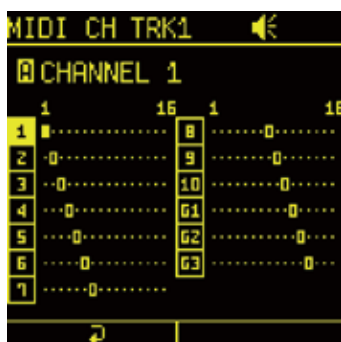 MIDI CH TRK1
A CHANNEL 1
1 16 1 16
1 8
2 9
3 10
4 G1
5 G2
6 G3
7